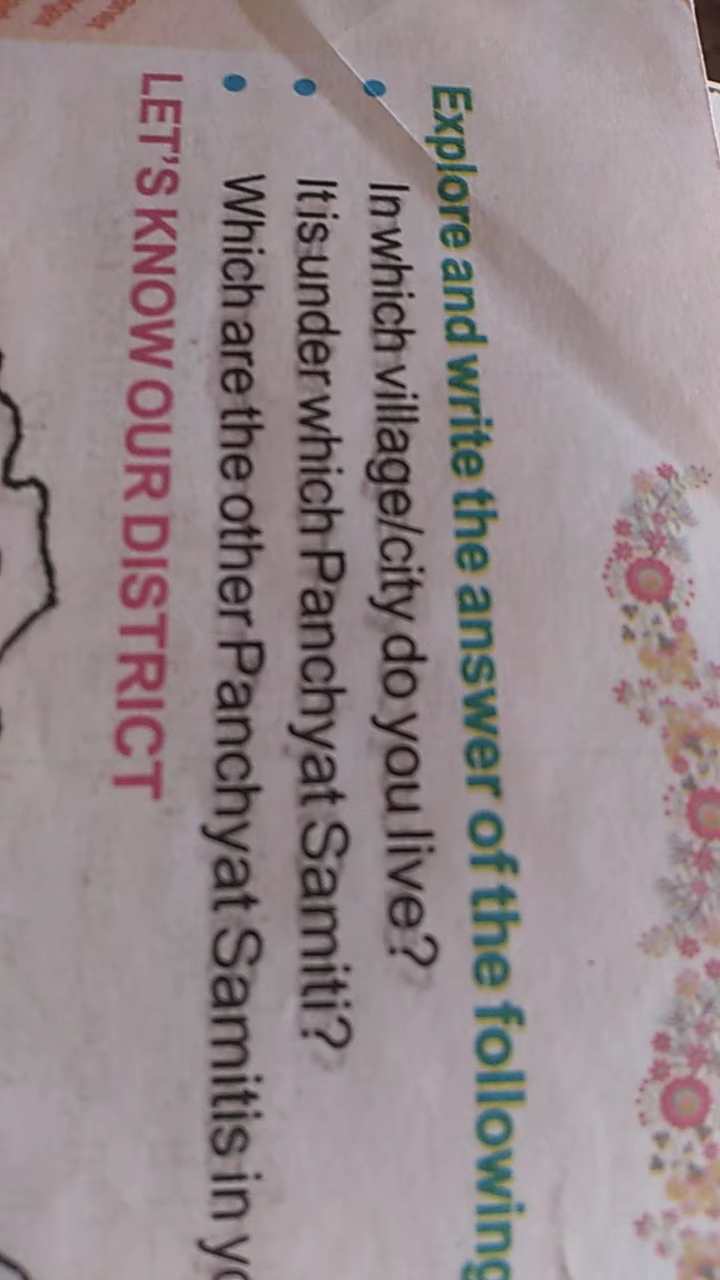 Explore and write the answer of the following
• In which village/city do you live?
• It is under which Panchyat Samiti?
• Which are the other Panchyat Samitis in
LET'S KNOW OUR DISTRICT